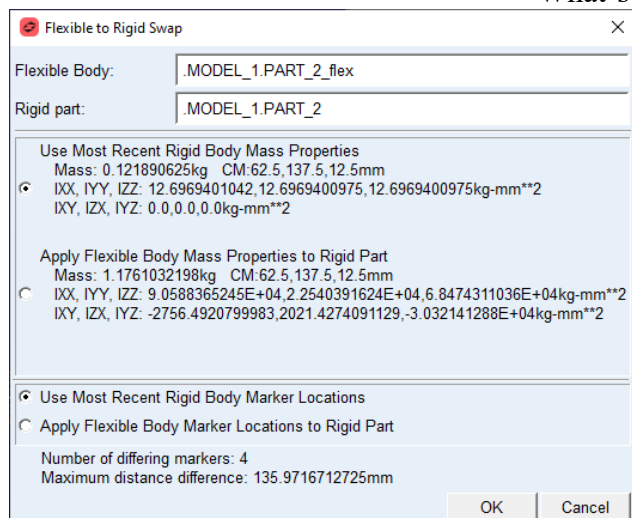 What s
Flexible to Rigid Swap
Flexible Body: .MODEL_1.PART_2_flex
Rigid part: .MODEL_1.PART_2
Use Most Recent Rigid Body Mass Properties
Mass: 0.121890625kg CM:62.5,137.5,12.5mm
IXX, IYY, IZZ: 12.6969401042,12.6969400975,12.6969400975kg-mm**2
IXY, IZX, IYZ: 0.0,0.0,0.0kg-mm**2
Apply Flexible Body Mass Properties to Rigid Part
Mass: 1.1761032198kg CM:62.5,137.5,12.5mm
IXX, IYY, IZZ: 9.0588365245E+04,2.2540391624E+04,6.8474311036E+04kg-mm**2
IXY, IZX, IYZ: -2756.4920799983,2021.4274091129,-3.032141288E+04kg-mm**2
Use Most Recent Rigid Body Marker Locations
Apply Flexible Body Marker Locations to Rigid Part
Number of differing markers: 4
Maximum distance difference: 135.9716712725mm
OK Cancel